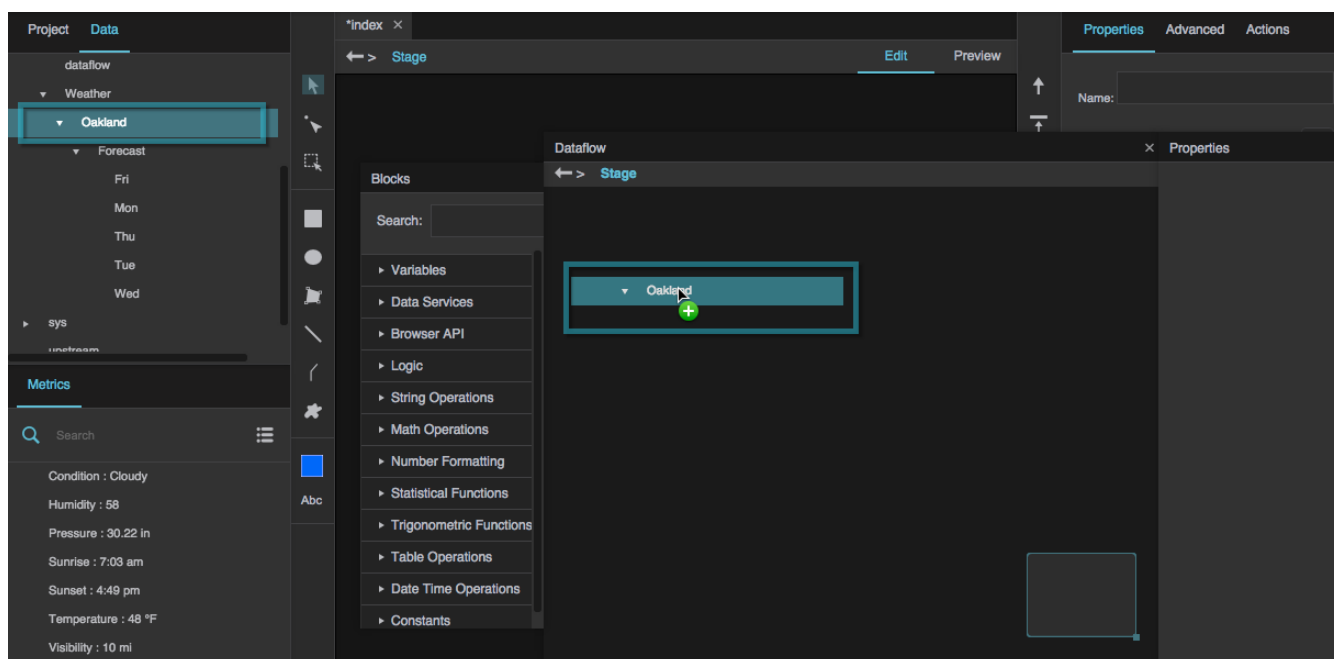 Project Data
dataflow
Weather
Oakland
Forecast
Fri
Mon
Thu
Tue
Wed
sys
upstream
Metrics
Search
Condition : Cloudy
Humidity : 58
Pressure : 30.22 in
Sunrise : 7:03 am
Sunset : 4:49 pm
Temperature : 48 ºF
Visibility : 10 mi
Abc
*index ×
Stage
Edit Preview
Blocks
Search:
Variables
Data Services
Browser API
Logic
String Operations
Math Operations
Number Formatting
Statistical Functions
Trigonometric Functions
Table Operations
Date Time Operations
Constants
Dataflow ×
Stage
Oakland
Properties Advanced Actions
Name:
Properties